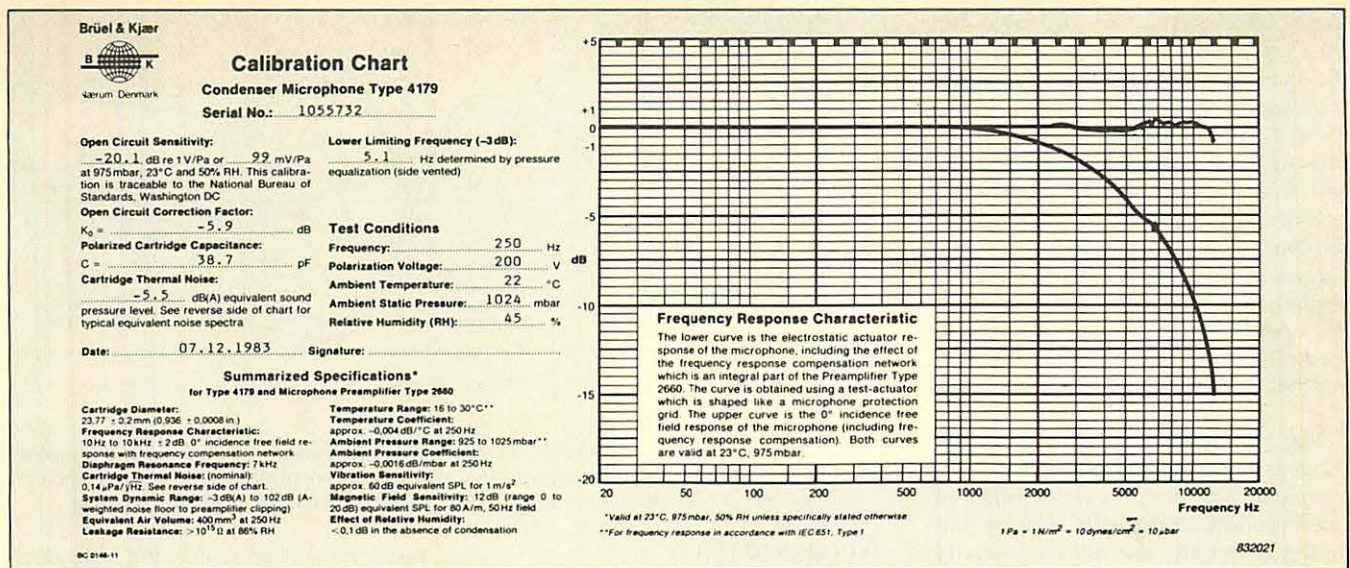 Brüel & Kjær
B K
Nærum Denmark
Calibration Chart
Condenser Microphone Type 4179
Serial No.: 1055732
Open Circuit Sensitivity:
-20.1 dB re 1 V/Pa or 99 mV/Pa
at 975 mbar, 23°C and 50% RH. This calibra-
tion is traceable to the National Bureau of
Standards, Washington DC
Open Circuit Correction Factor:
K₀ = -5.9 dB
Polarized Cartridge Capacitance:
C = 38.7 pF
Cartridge Thermal Noise:
-5.5 dB(A) equivalent sound
pressure level. See reverse side of chart for
typical equivalent noise spectra
Lower Limiting Frequency (-3dB):
5.1 Hz determined by pressure
equalization (side vented)
Test Conditions
Frequency: 250 Hz
Polarization Voltage: 200 V
Ambient Temperature: 22 °C
Ambient Static Pressure: 1024 mbar
Relative Humidity (RH): 45 %
Date: 07.12.1983 Signature:
Summarized Specifications*
for Type 4179 and Microphone Preamplifier Type 2660
Cartridge Diameter:
23,77 ± 0,2 mm (0,936 ± 0,0008 in.)
Frequency Response Characteristic:
10 Hz to 10 kHz ± 2 dB. 0° incidence free field re-
sponse with frequency compensation network
Diaphragm Resonance Frequency: 7 kHz
Cartridge Thermal Noise: (nominal):
0,14 µPa/√Hz. See reverse side of chart.
System Dynamic Range: -3 dB(A) to 102 dB (A-
weighted noise floor to preamplifier clipping)
Equivalent Air Volume: 400 mm³ at 250 Hz
Leakage Resistance: > 10¹⁵ Ω at 86% RH
Temperature Range: 16 to 30°C**
Temperature Coefficient:
approx. -0,004 dB/°C at 250 Hz
Ambient Pressure Range: 925 to 1025 mbar**
Ambient Pressure Coefficient:
approx. -0,0016 dB/mbar at 250 Hz
Vibration Sensitivity:
approx. 60 dB equivalent SPL for 1 m/s²
Magnetic Field Sensitivity: 12 dB (range 0 to
20 dB) equivalent SPL for 80 A/m, 50 Hz field
Effect of Relative Humidity:
< 0,1 dB in the absence of condensation
BC 0146-11
+5
+1
0
-1
-5
dB
-10
-15
-20
Frequency Response Characteristic
The lower curve is the electrostatic actuator re-
sponse of the microphone, including the effect of
the frequency response compensation network
which is an integral part of the Preamplifier Type
2660. The curve is obtained using a test-actuator
which is shaped like a microphone protection
grid. The upper curve is the 0° incidence free
field response of the microphone (including fre-
quency response compensation). Both curves
are valid at 23°C, 975 mbar.
20 50 100 200 500 1000 2000 5000 10000 20000
Frequency Hz
*Valid at 23°C, 975 mbar, 50% RH unless specifically stated otherwise
**For frequency response in accordance with IEC 651, Type 1
1 Pa = 1 N/m² = 10 dynes/cm² = 10 µbar
832021